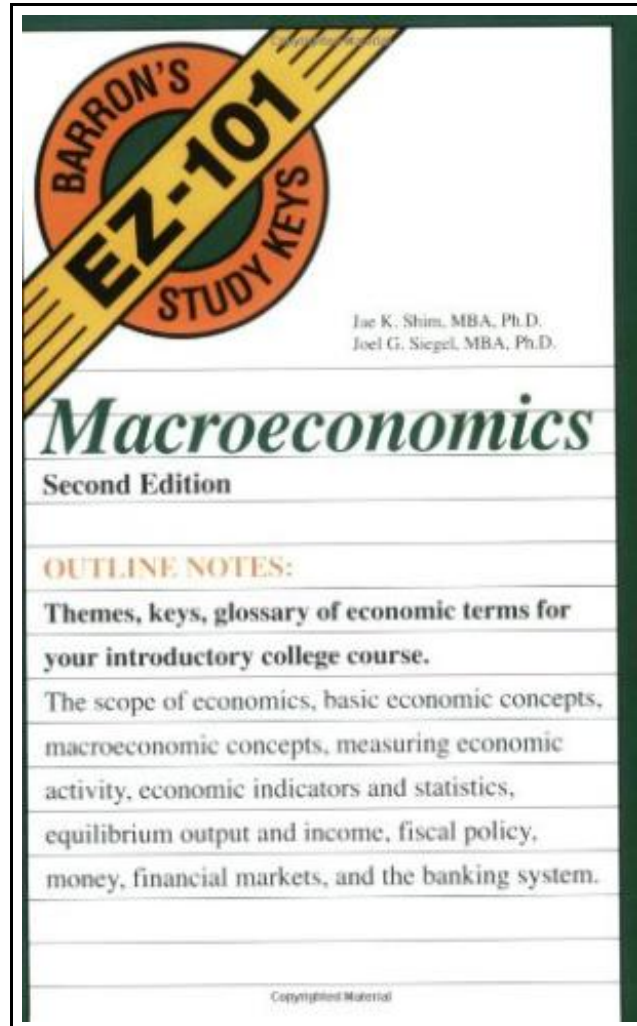 Copyrighted Material
BARRON'S
EZ-101
STUDY KEYS
Jae K. Shim, MBA, Ph.D.
Joel G. Siegel, MBA, Ph.D.
Macroeconomics
Second Edition
OUTLINE NOTES:
Themes, keys, glossary of economic terms for
your introductory college course.
The scope of economics, basic economic concepts,
macroeconomic concepts, measuring economic
activity, economic indicators and statistics,
equilibrium output and income, fiscal policy,
money, financial markets, and the banking system.
Copyrighted Material